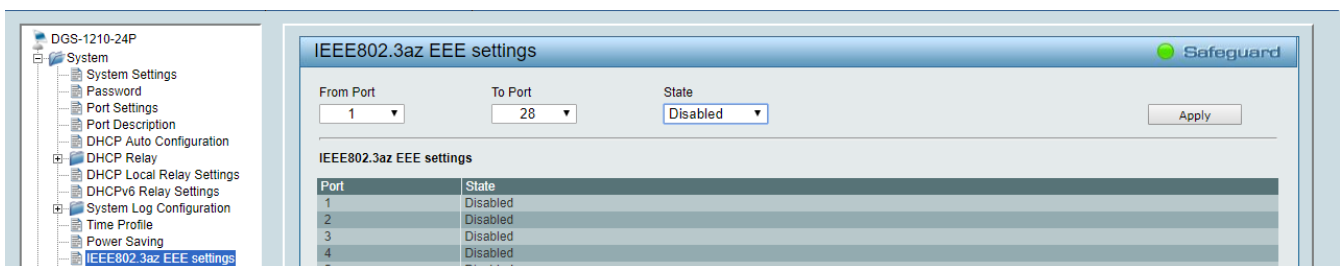 DGS-1210-24P
System
System Settings
Password
Port Settings
Port Description
DHCP Auto Configuration
DHCP Relay
DHCP Local Relay Settings
DHCPv6 Relay Settings
System Log Configuration
Time Profile
Power Saving
IEEE802.3az EEE settings
IEEE802.3az EEE settings
Safeguard
From Port To Port State
1 28 Disabled Apply
IEEE802.3az EEE settings
Port State
1 Disabled
2 Disabled
3 Disabled
4 Disabled